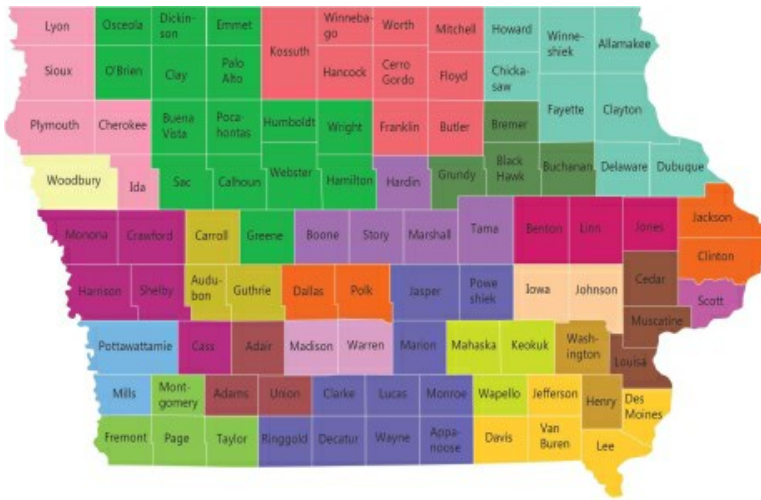 Lyon
Osceola
Dickin-
son
Emmet
Kossuth
Winneba-
go
Worth
Mitchell
Howard
Winne-
shiek
Allamakee
Sioux
O'Brien
Clay
Palo
Alto
Hancock
Cerro
Gordo
Floyd
Chicka-
saw
Plymouth
Cherokee
Buena
Vista
Poca-
hontas
Humboldt
Wright
Franklin
Butler
Bremer
Fayette
Clayton
Woodbury
Ida
Sac
Calhoun
Webster
Hamilton
Hardin
Grundy
Black
Hawk
Buchanan
Delaware
Dubuque
Monona
Crawford
Carroll
Greene
Boone
Story
Marshall
Tama
Benton
Linn
Jones
Jackson
Clinton
Harrison
Shelby
Audu-
bon
Guthrie
Dallas
Polk
Jasper
Powe
shiek
Iowa
Johnson
Cedar
Scott
Muscatine
Pottawattamie
Cass
Adair
Madison
Warren
Marion
Mahaska
Keokuk
Wash-
ington
Louisa
Mills
Mont-
gomery
Adams
Union
Clarke
Lucas
Monroe
Wapello
Jefferson
Henry
Des
Moines
Fremont
Page
Taylor
Ringgold
Decatur
Wayne
Appa-
noose
Davis
Van
Buren
Lee